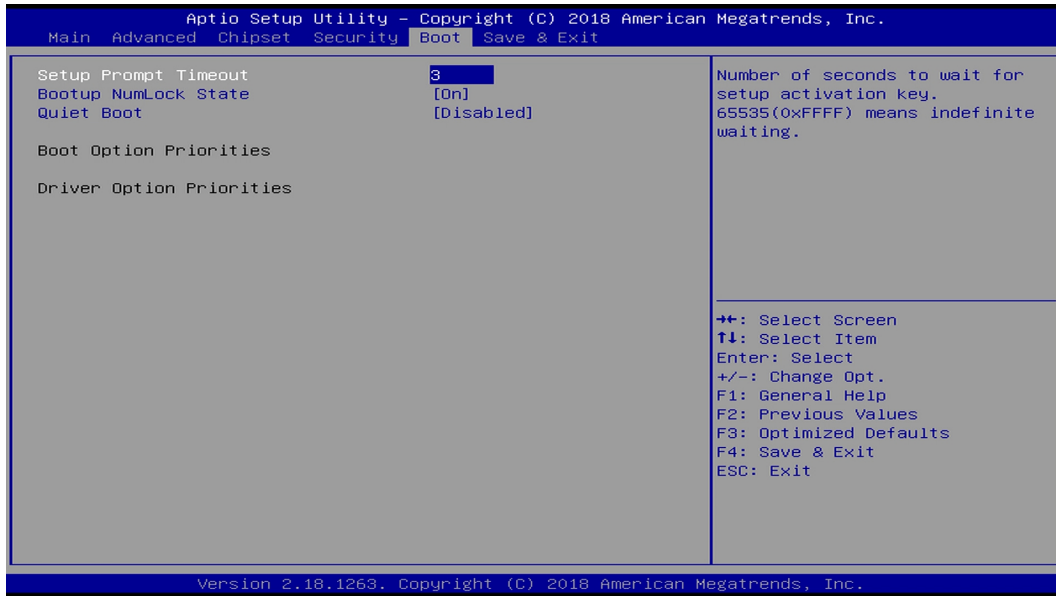 Aptio Setup Utility – Copyright (C) 2018 American Megatrends, Inc.
Main Advanced Chipset Security Boot Save & Exit
Setup Prompt Timeout 3
Bootup NumLock State [On]
Quiet Boot [Disabled]
Boot Option Priorities
Driver Option Priorities
Number of seconds to wait for
setup activation key.
65535(0xFFFF) means indefinite
waiting.
→←: Select Screen
↑↓: Select Item
Enter: Select
+/-: Change Opt.
F1: General Help
F2: Previous Values
F3: Optimized Defaults
F4: Save & Exit
ESC: Exit
Version 2.18.1263. Copyright (C) 2018 American Megatrends, Inc.